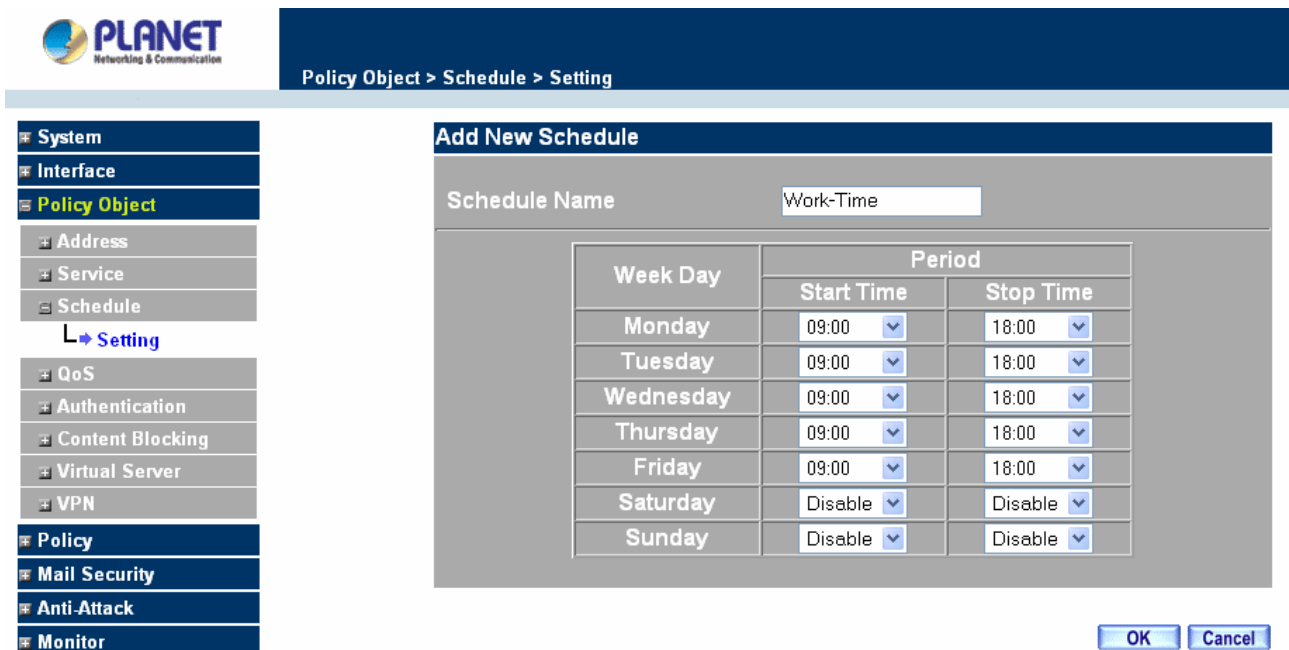 PLANET
Networking & Communication
Policy Object > Schedule > Setting
System
Interface
Policy Object
Address
Service
Schedule
Setting
QoS
Authentication
Content Blocking
Virtual Server
VPN
Policy
Mail Security
Anti-Attack
Monitor
Add New Schedule
Schedule Name Work-Time
Week Day Period
Start Time Stop Time
Monday 09:00 18:00
Tuesday 09:00 18:00
Wednesday 09:00 18:00
Thursday 09:00 18:00
Friday 09:00 18:00
Saturday Disable Disable
Sunday Disable Disable
OK Cancel